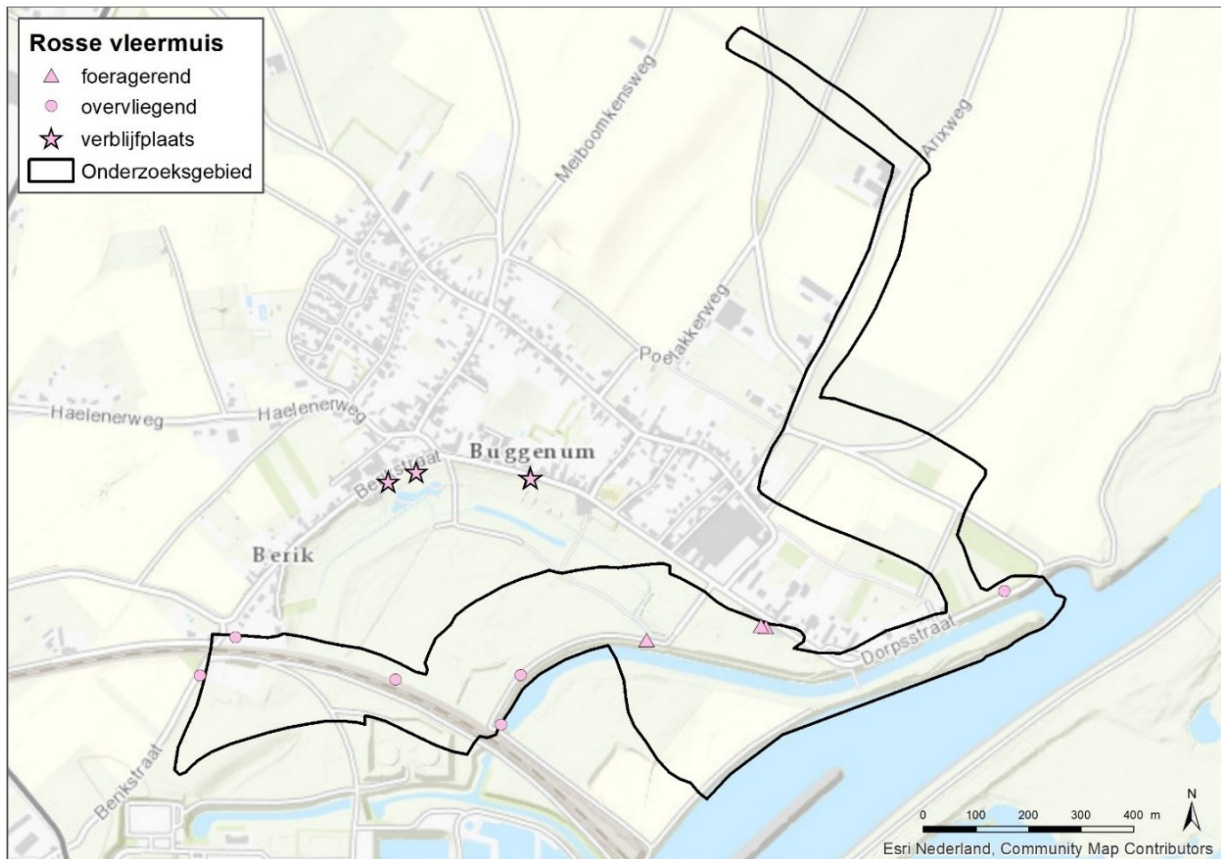 Rosse vleermuis
foeragerend
overvliegend
verblijfplaats
Onderzoeksgebied
Meiboomkensweg
Arixweg
Poelakkerweg
Haelenerweg
Haelenerweg
Buggenum
Berikstraat
Berik
Dorpsstraat
Berikstraat
N
0 100 200 300 400 m
Esri Nederland, Community Map Contributors